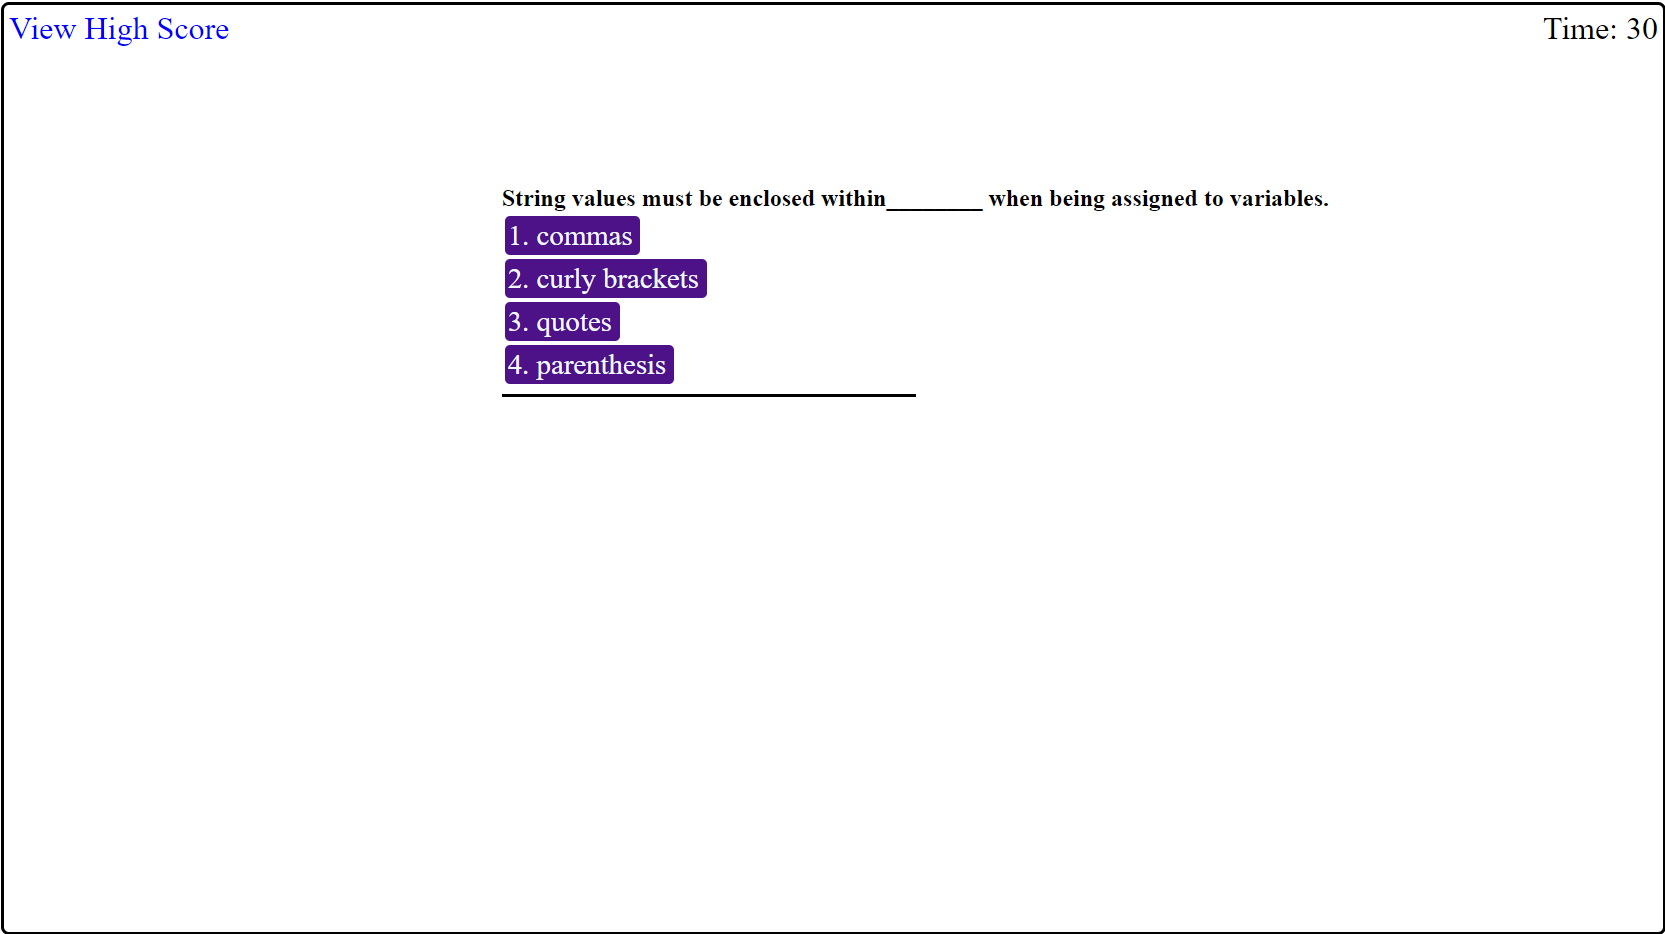 View High Score
Time: 30
String values must be enclosed within________ when being assigned to variables.
1. commas
2. curly brackets
3. quotes
4. parenthesis